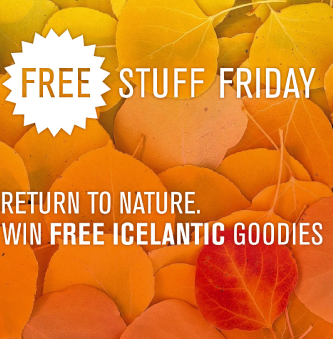 FREE STUFF FRIDAY
RETURN TO NATURE.
WIN FREE ICELANTIC GOODIES